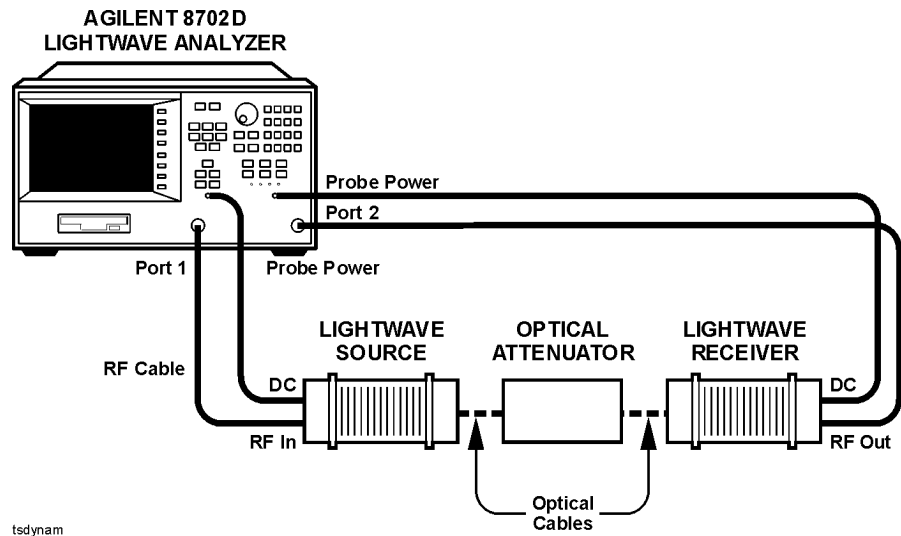 AGILENT 8702D
LIGHTWAVE ANALYZER
Probe Power
Port 2
Port 1
Probe Power
LIGHTWAVE
SOURCE
OPTICAL
ATTENUATOR
LIGHTWAVE
RECEIVER
RF Cable
DC
DC
RF In
RF Out
Optical
Cables
tsdynam